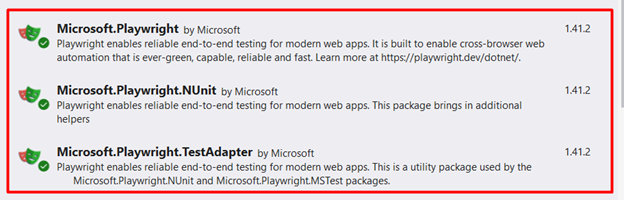 Microsoft.Playwright by Microsoft 1.41.2
Playwright enables reliable end-to-end testing for modern web apps. It is built to enable cross-browser web
automation that is ever-green, capable, reliable and fast. Learn more at https://playwright.dev/dotnet/.
Microsoft.Playwright.NUnit by Microsoft 1.41.2
Playwright enables reliable end-to-end testing for modern web apps. This package brings in additional
helpers
Microsoft.Playwright.TestAdapter by Microsoft 1.41.2
Playwright enables reliable end-to-end testing for modern web apps. This is a utility package used by the
Microsoft.Playwright.NUnit and Microsoft.Playwright.MSTest packages.